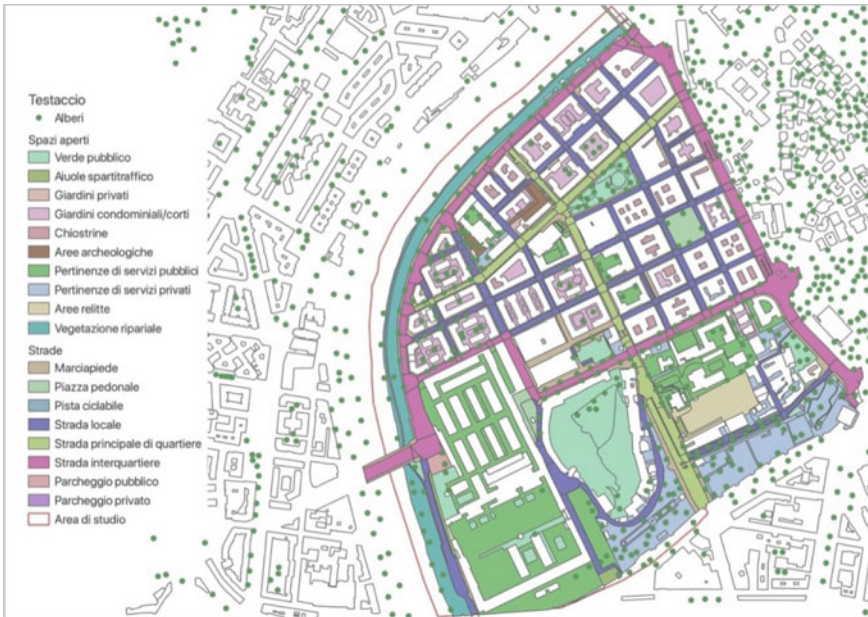 Testaccio
Alberi
Spazi aperti
Verde pubblico
Aiuole spartitraffico
Giardini privati
Giardini condominiali/corti
Chiostrine
Aree archeologiche
Pertinenze di servizi pubblici
Pertinenze di servizi privati
Aree relitte
Vegetazione ripariale
Strade
Marciapiede
Piazza pedonale
Pista ciclabile
Strada locale
Strada principale di quartiere
Strada interquartiere
Parcheggio pubblico
Parcheggio privato
Area di studio